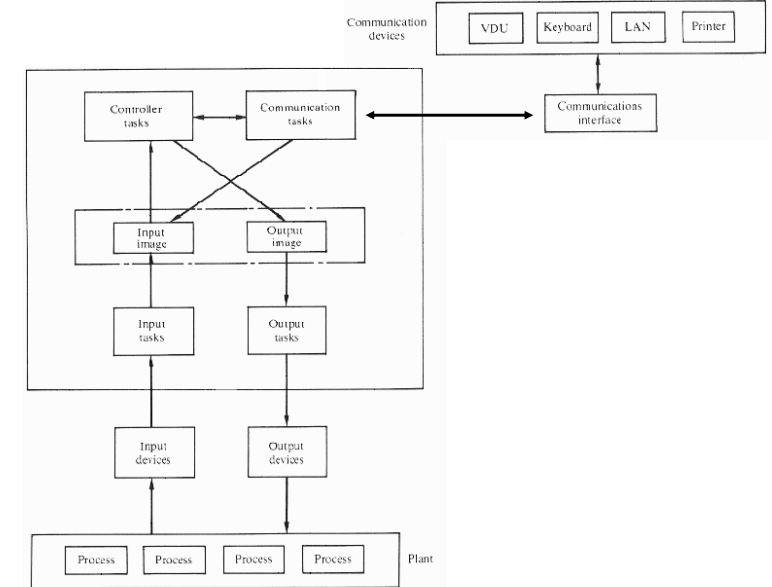 Communication
devices
VDU
Keyboard
LAN
Printer
Controller
tasks
Communication
tasks
Communications
interface
Input
image
Output
image
Input
tasks
Output
tasks
Input
devices
Output
devices
Process
Process
Process
Process
Plant